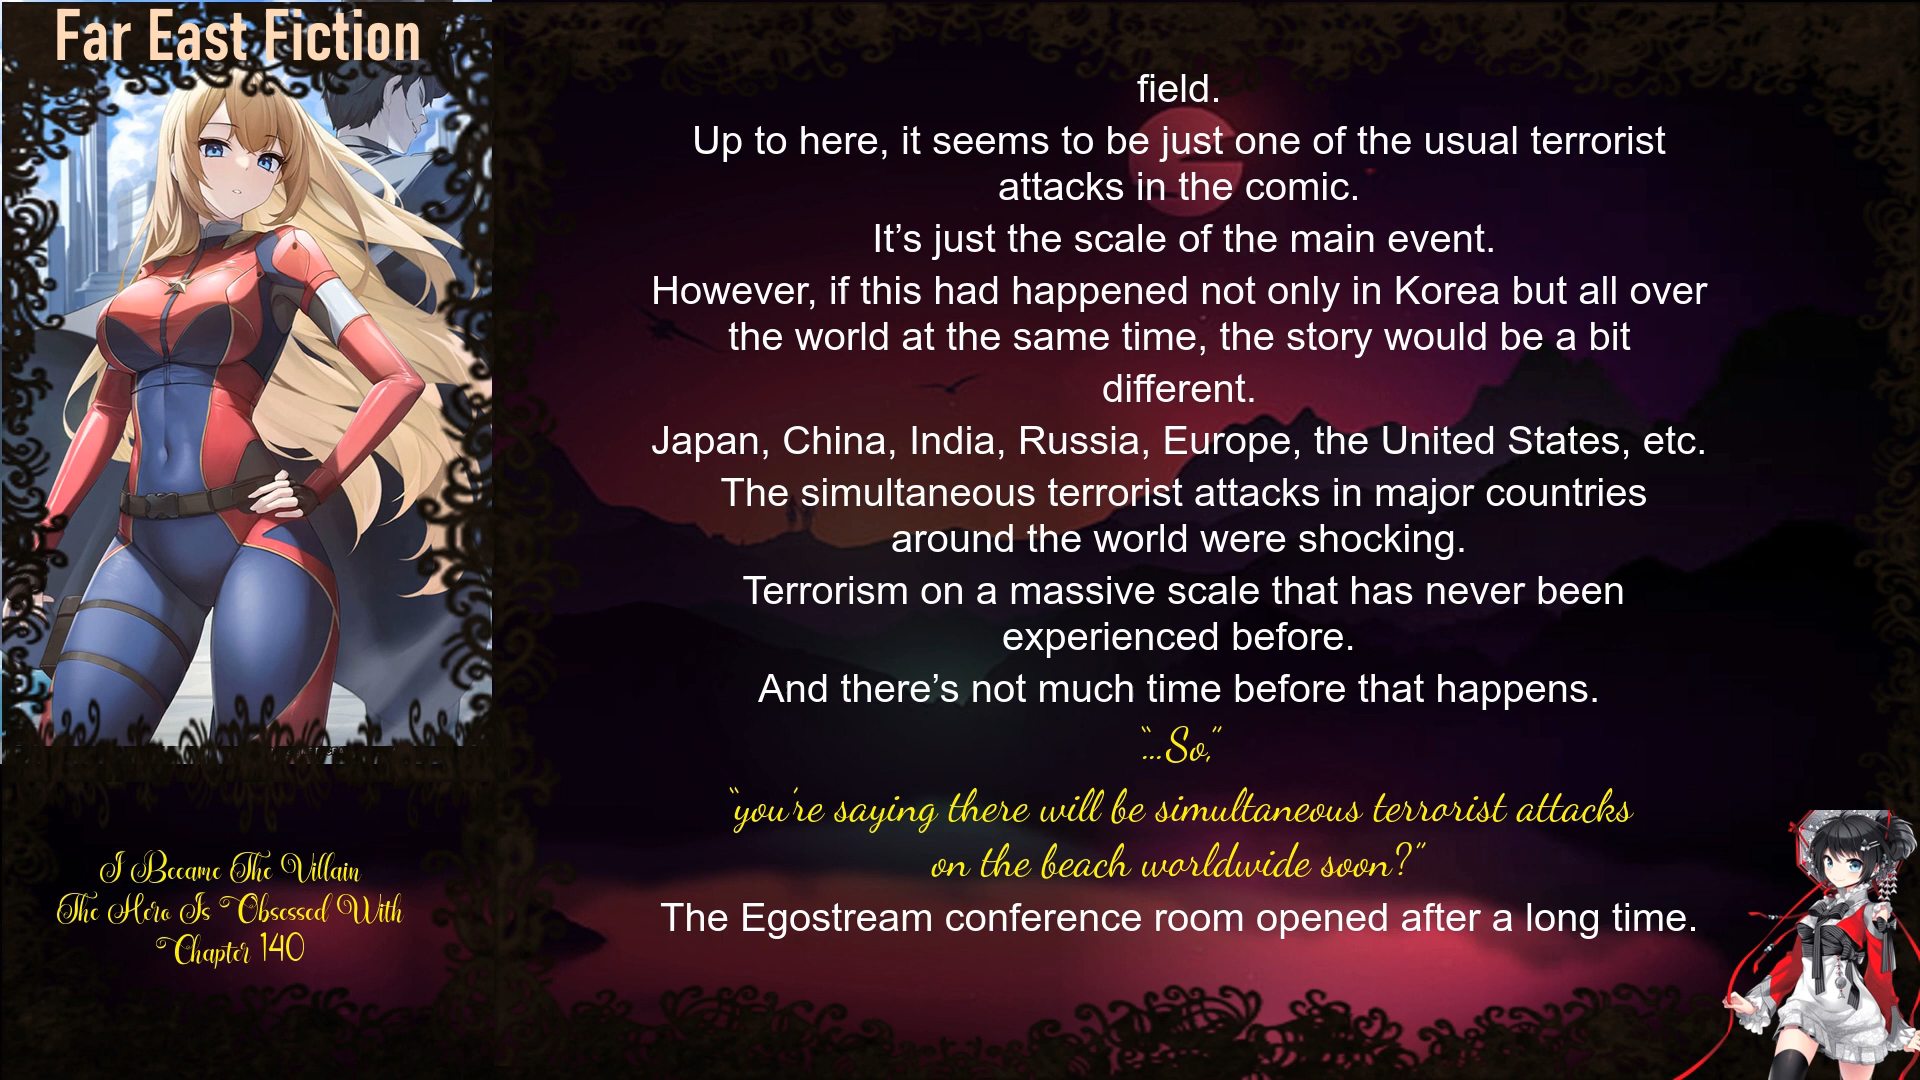 Far East Fiction
field.
Up to here, it seems to be just one of the usual terrorist
attacks in the comic.
It’s just the scale of the main event.
However, if this had happened not only in Korea but all over
the world at the same time, the story would be a bit
different.
Japan, China, India, Russia, Europe, the United States, etc.
The simultaneous terrorist attacks in major countries
around the world were shocking.
Terrorism on a massive scale that has never been
experienced before.
And there’s not much time before that happens.
“...So,”
“you’re saying there will be simultaneous terrorist attacks
on the beach worldwide soon?”
The Egostream conference room opened after a long time.
I Became The Villain
The Hero Is Obsessed With
Chapter 140